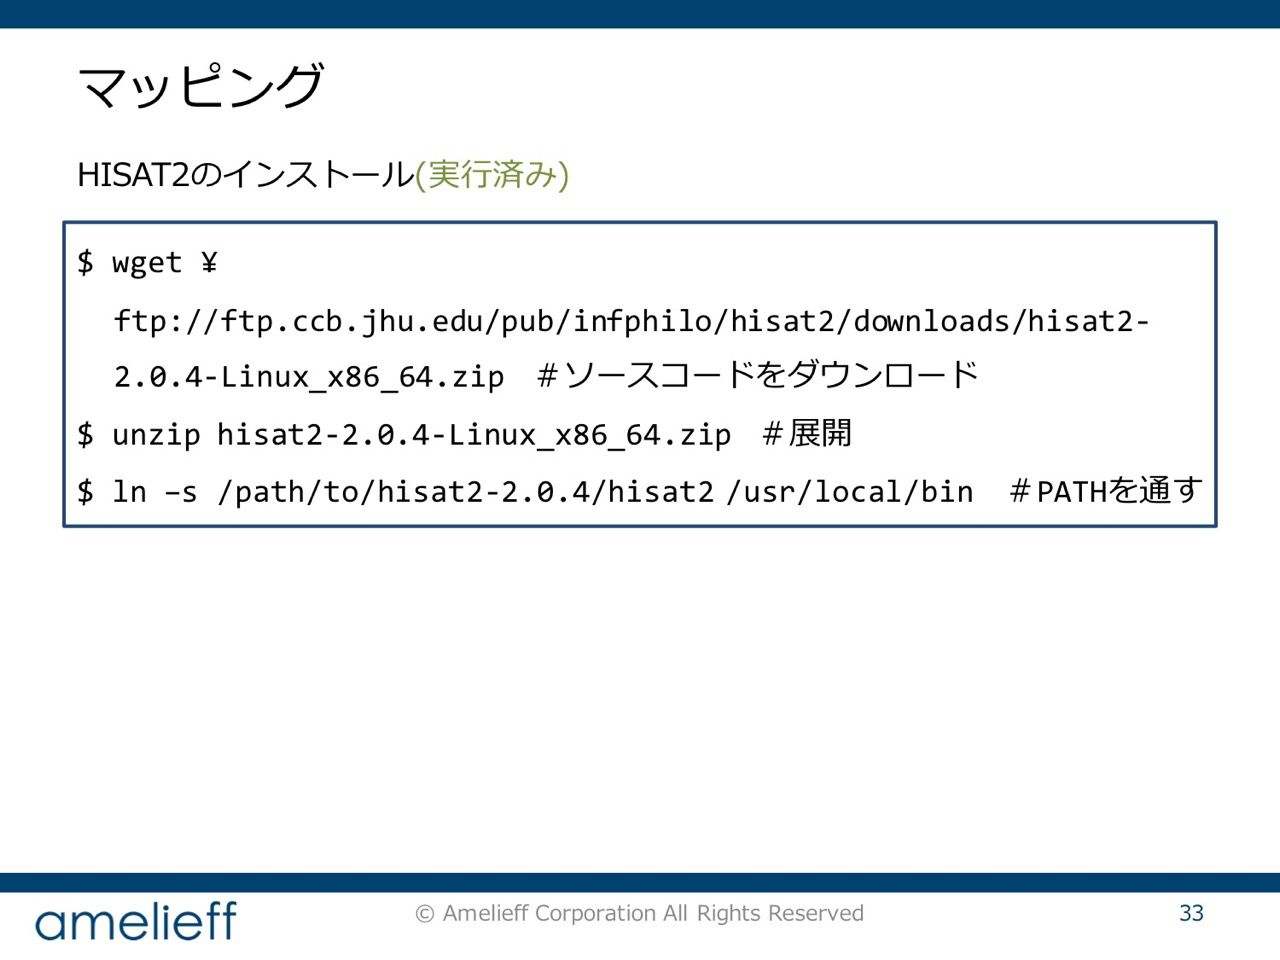 マッピング
HISAT2のインストール(実行済み)
$ wget ¥
ftp://ftp.ccb.jhu.edu/pub/infphilo/hisat2/downloads/hisat2-
2.0.4-Linux_x86_64.zip ＃ソースコードをダウンロード
$ unzip hisat2-2.0.4-Linux_x86_64.zip ＃展開
$ ln –s /path/to/hisat2-2.0.4/hisat2 /usr/local/bin ＃PATHを通す
amelieff
© Amelieff Corporation All Rights Reserved
33